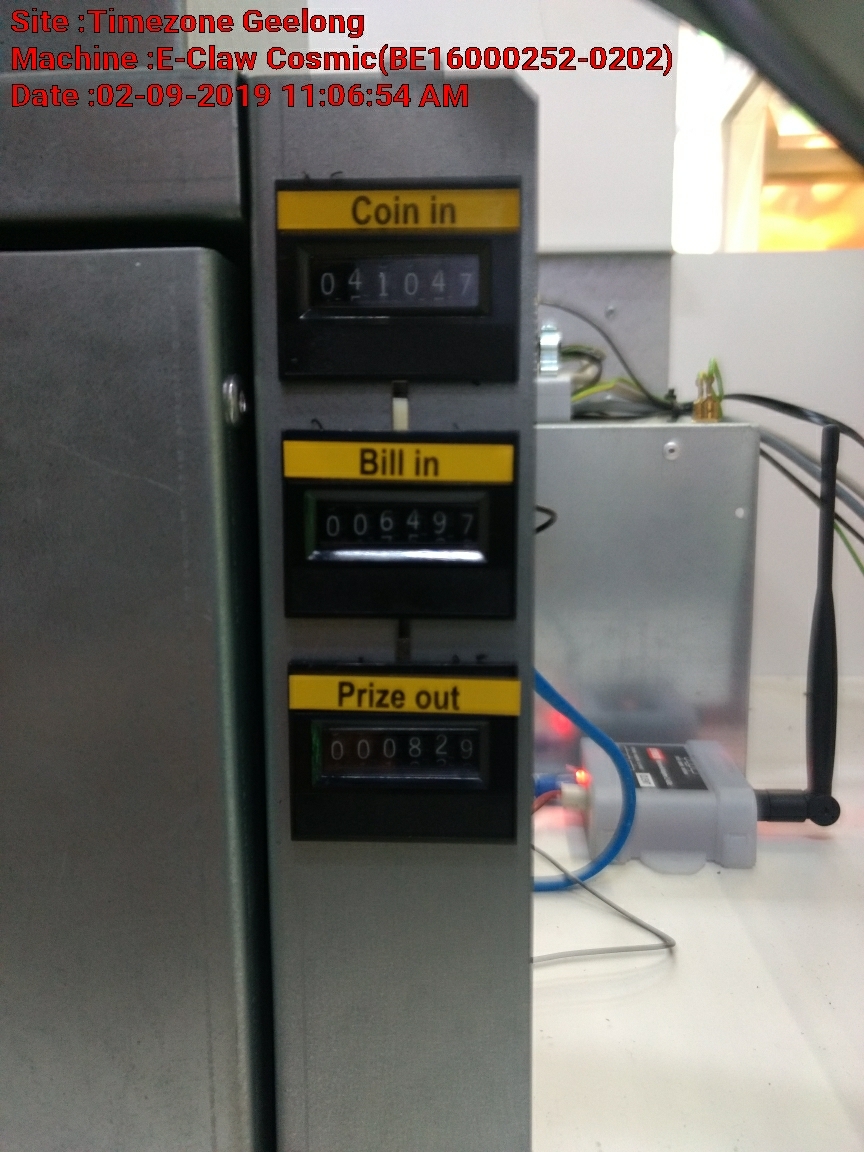 Site :Timezone Geelong
Machine :E-Claw Cosmic(BE16000252-0202)
Date :02-09-2019 11:06:54 AM
Coin in
041047
Bill in
006497
Prize out
000829